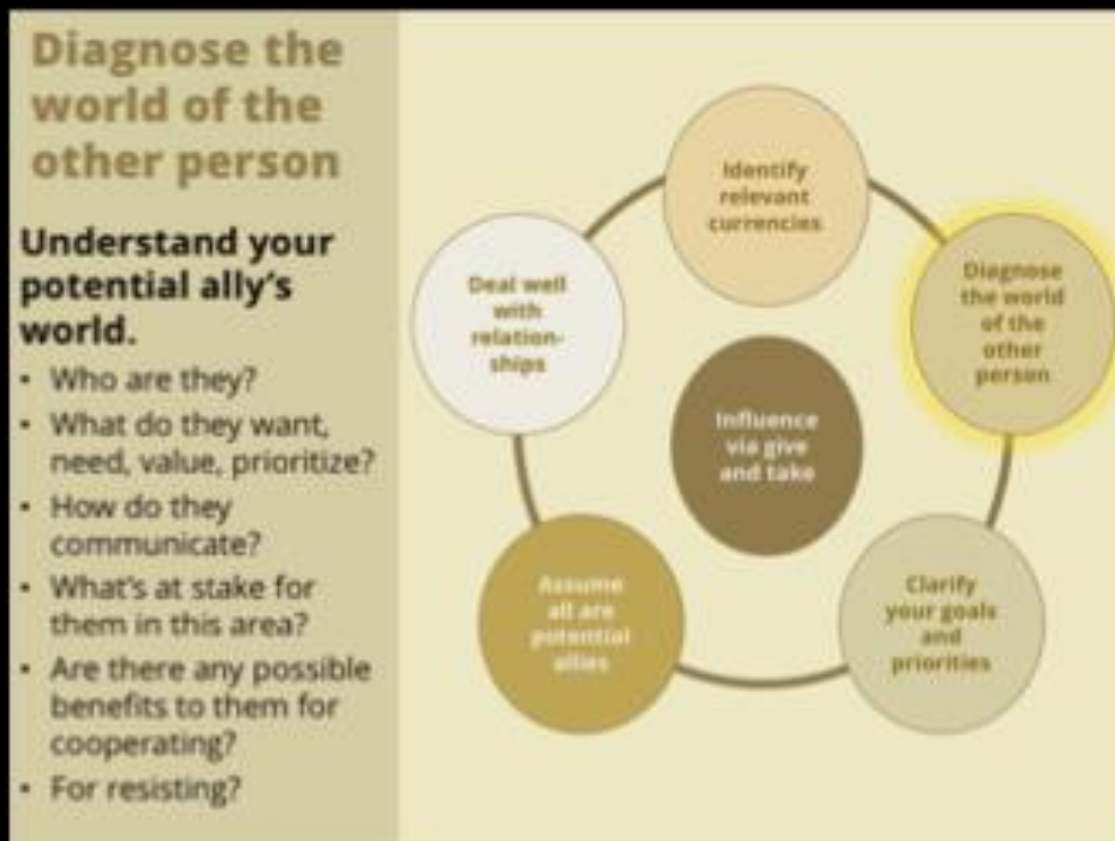 Diagnose the
world of the
other person
Understand your
potential ally's
world.
• Who are they?
• What do they want,
need, value, prioritize?
• How do they
communicate?
• What's at stake for
them in this area?
• Are there any possible
benefits to them for
cooperating?
• For resisting?
Identify
relevant
currencies
Diagnose
the world
of the
other
person
Clarify
your goals
and
priorities
Assume
all are
potential
allies
Deal well
with
relation-
ships
Influence
via give
and take